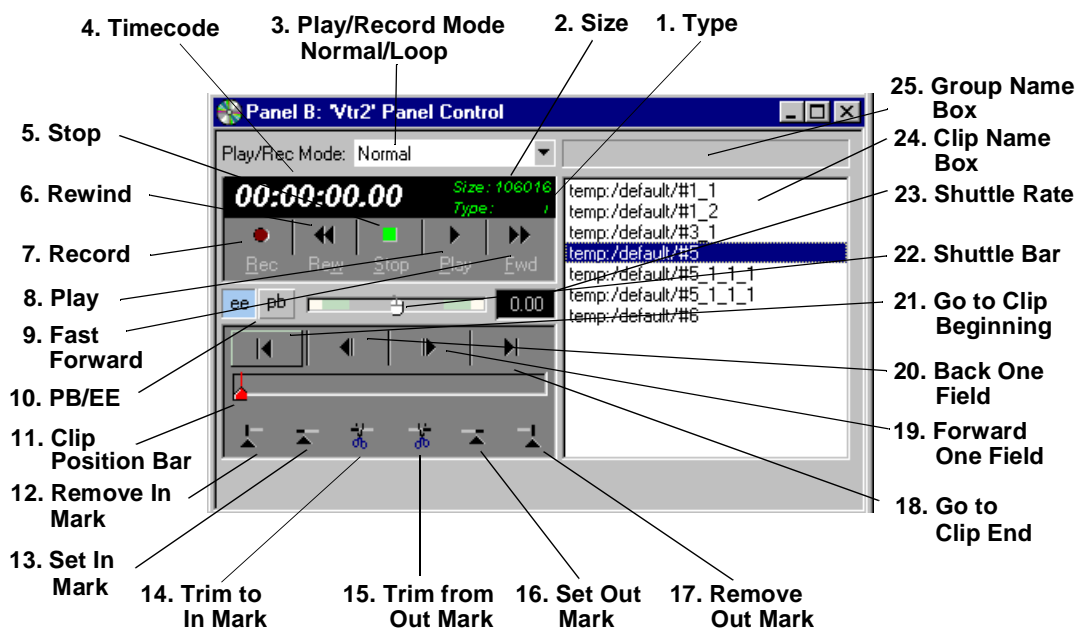 4. Timecode
3. Play/Record Mode
Normal/Loop
2. Size
1. Type
25. Group Name
Box
24. Clip Name
Box
23. Shuttle Rate
22. Shuttle Bar
21. Go to Clip
Beginning
20. Back One
Field
19. Forward
One Field
18. Go to
Clip End
5. Stop
6. Rewind
7. Record
8. Play
9. Fast
Forward
10. PB/EE
11. Clip
Position Bar
12. Remove In
Mark
13. Set In
Mark
14. Trim to
In Mark
15. Trim from
Out Mark
16. Set Out
Mark
17. Remove
Out Mark
Panel B: 'Vtr2' Panel Control
Play/Rec Mode: Normal
00:00:00.00
Size: 106016
Type: I
Rec Rew Stop Play Fwd
ee pb 0.00
temp:/default/#1_1
temp:/default/#1_2
temp:/default/#3_1
temp:/default/#5
temp:/default/#5_1_1_1
temp:/default/#5_1_1_1
temp:/default/#6